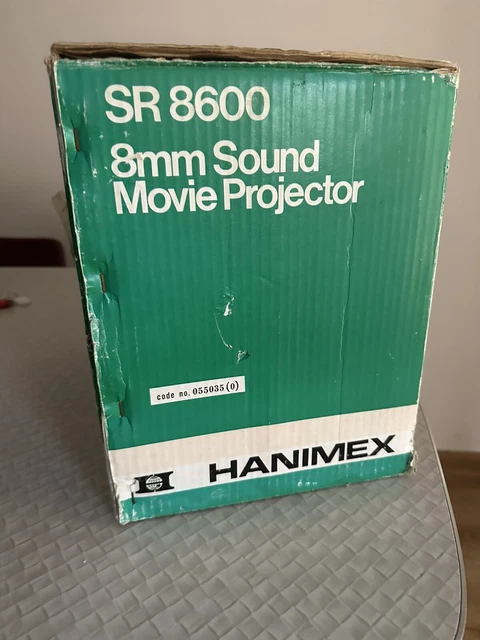 SR 8600
8mm Sound
Movie Projector
code no. 055035(0)
HANIMEX